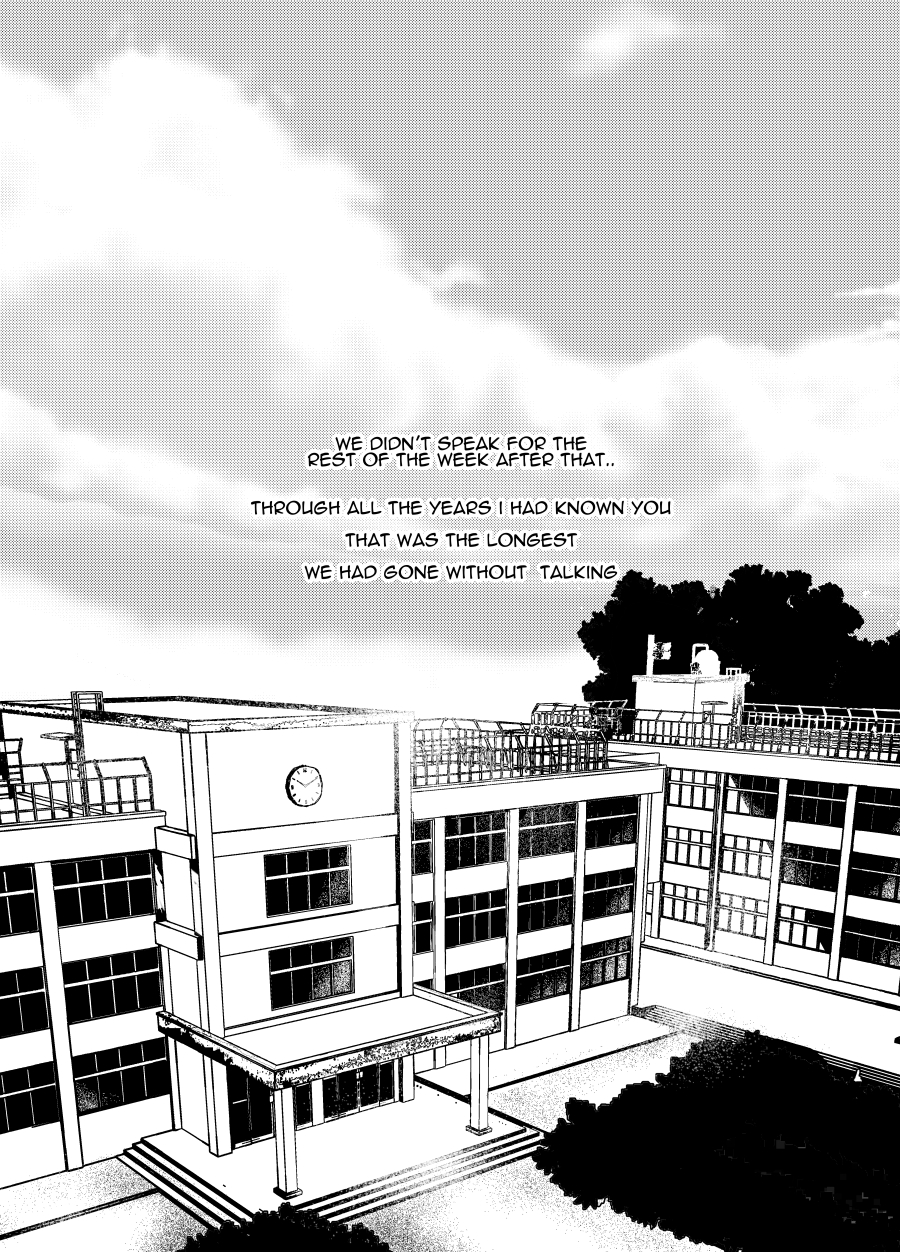 WE DIDN'T SPEAK FOR THE
REST OF THE WEEK AFTER THAT..
THROUGH ALL THE YEARS I HAD KNOWN YOU
THAT WAS THE LONGEST
WE HAD GONE WITHOUT TALKING